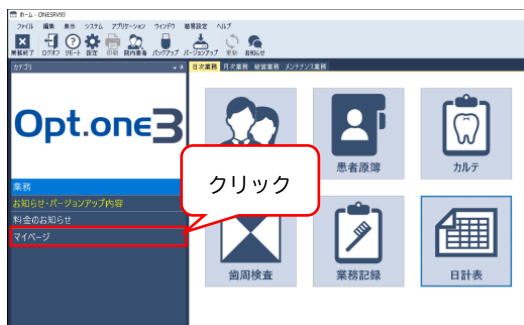 ホーム - ONESRV93
ファイル 編集 表示 システム アプリケーション ウィンドウ 簡易設定 ヘルプ
業務終了 ログオフ リモート 設定 印刷 院内業務 バックアップ バージョンアップ 更新 お知らせ
カテゴリ
日次業務 月次業務 経営業務 メンテナンス業務
Opt.one3
患者原簿
カルテ
クリック
業務
お知らせ・バージョンアップ内容
料金のお知らせ
マイページ
歯周検査
業務記録
日計表